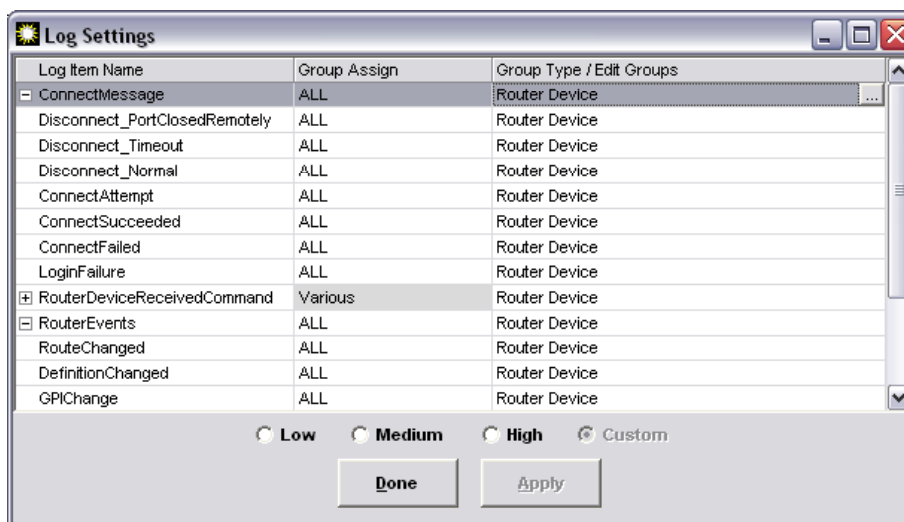 Log Settings
Log Item Name Group Assign Group Type / Edit Groups
ConnectMessage ALL Router Device ...
Disconnect_PortClosedRemotely ALL Router Device
Disconnect_Timeout ALL Router Device
Disconnect_Normal ALL Router Device
ConnectAttempt ALL Router Device
ConnectSucceeded ALL Router Device
ConnectFailed ALL Router Device
LoginFailure ALL Router Device
RouterDeviceReceivedCommand Various Router Device
RouterEvents ALL Router Device
RouteChanged ALL Router Device
DefinitionChanged ALL Router Device
GPIChange ALL Router Device
Low Medium High Custom
Done Apply